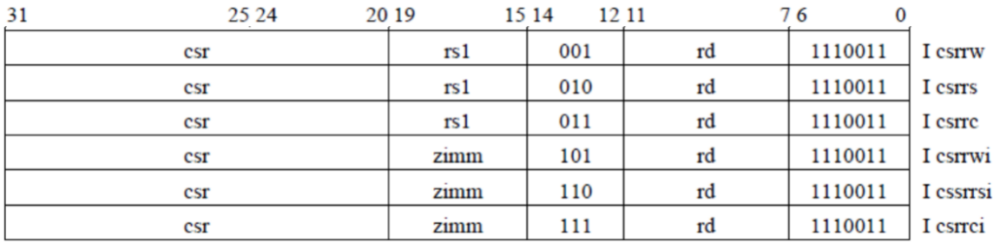 31 25 24 20 19 15 14 12 11 7 6 0
csr rs1 001 rd 1110011 I csrrw
csr rs1 010 rd 1110011 I csrrs
csr rs1 011 rd 1110011 I csrrc
csr zimm 101 rd 1110011 I csrrwi
csr zimm 110 rd 1110011 I cssrrsi
csr zimm 111 rd 1110011 I csrrci